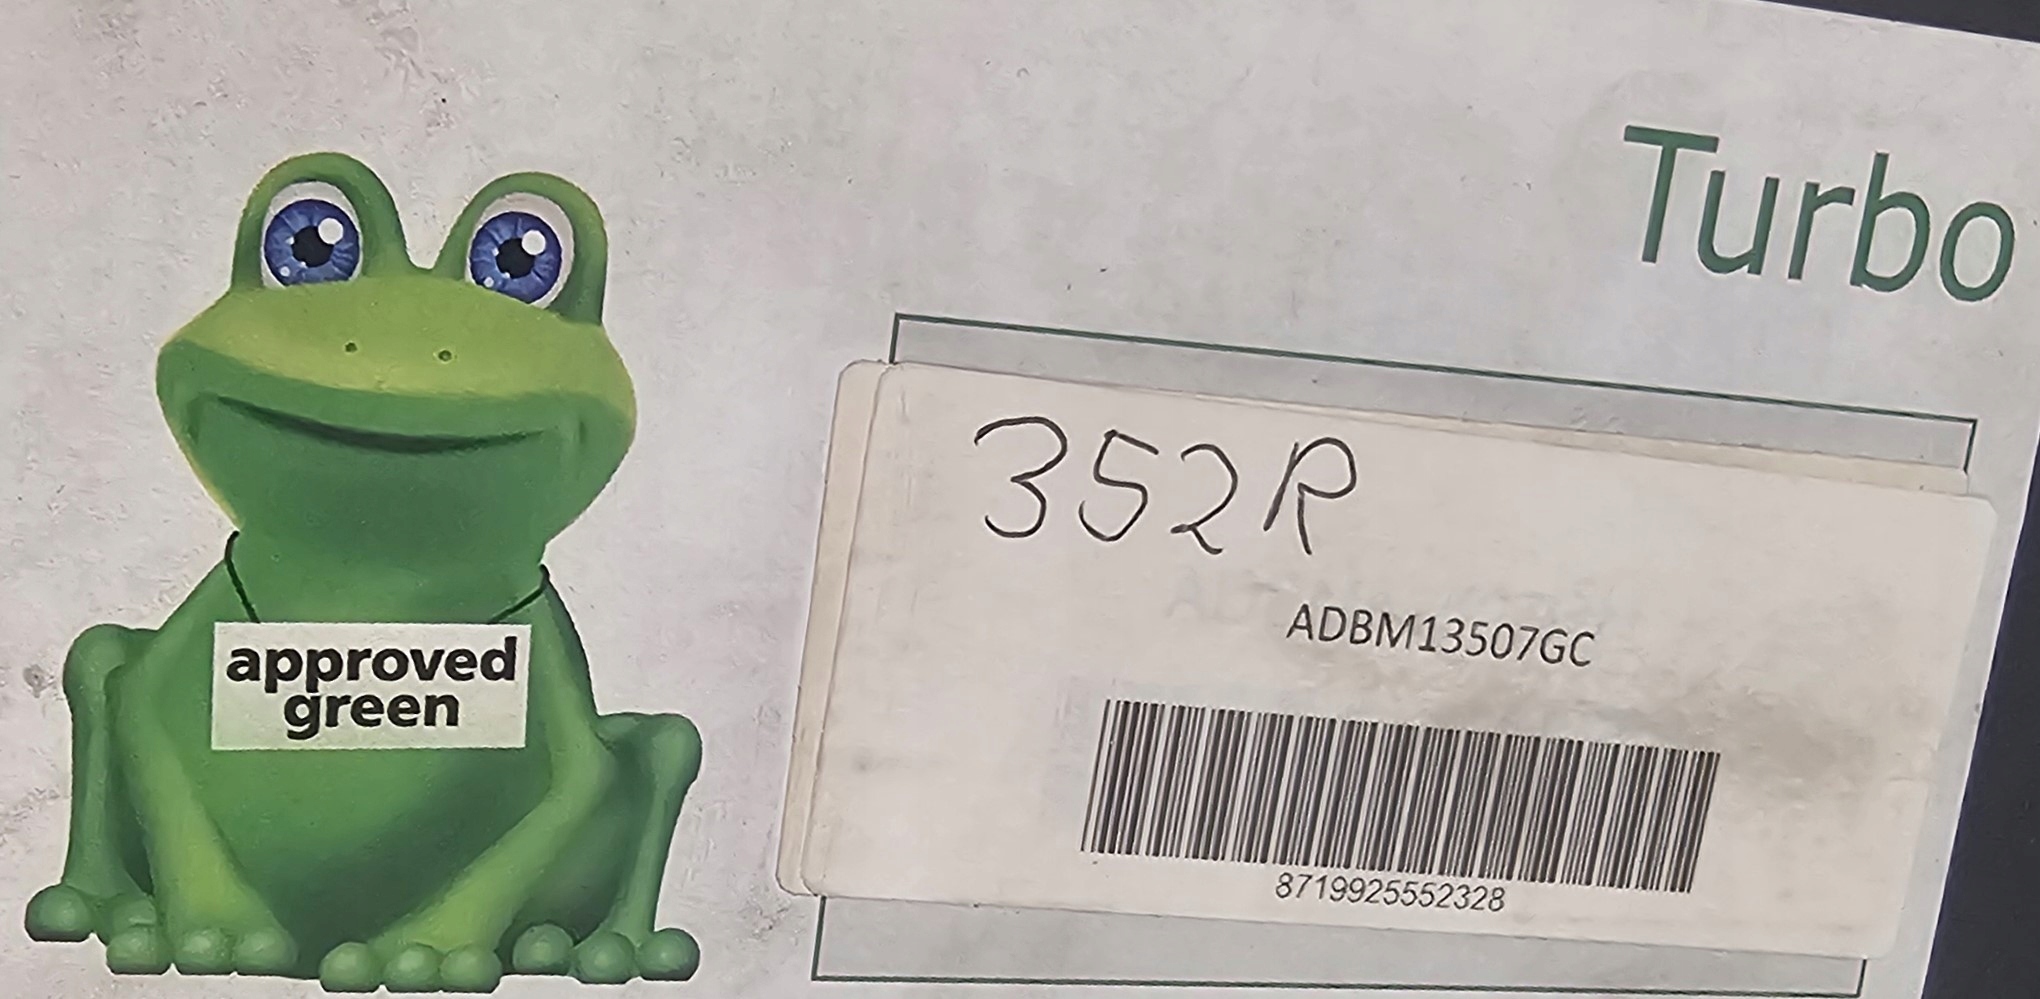 Turbo
352R
ADBM13507GC
8719925552328
approved
green